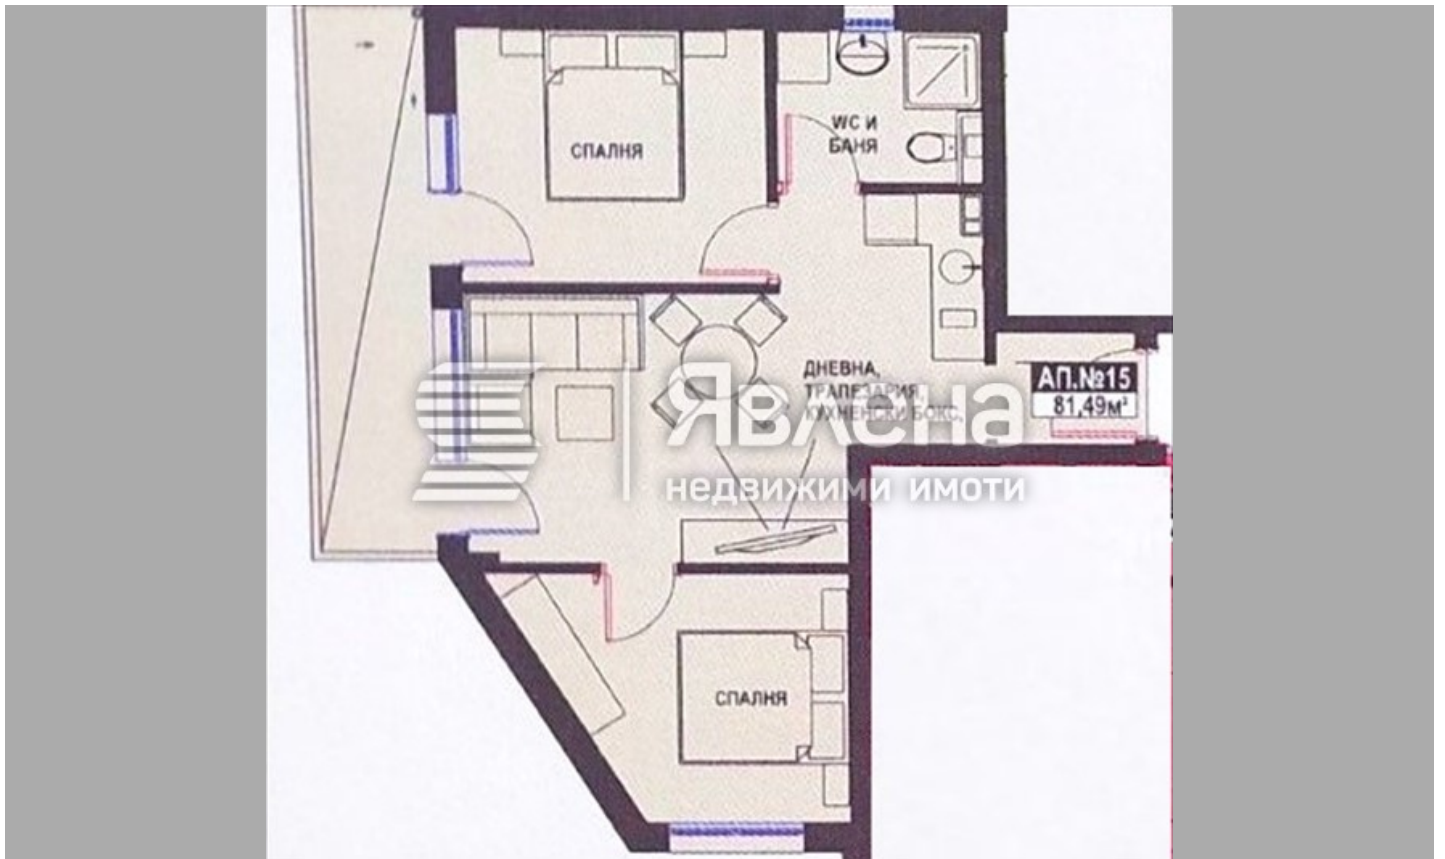 СПАЛНЯ
WC И
БАНЯ
ДНЕВНА,
ТРАПЕЗАРИЯ,
КУХНЕНСКИ БОКС,
АП.№15
81,49м²
Явлена
недвижими имоти
СПАЛНЯ